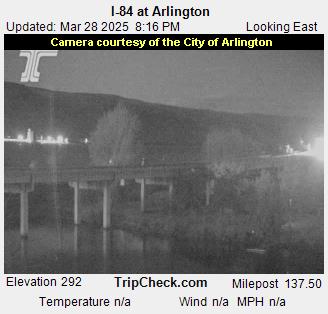 I-84 at Arlington
Updated: Mar 28 2025 8:16 PM Looking East
Camera courtesy of the City of Arlington
Elevation 292 TripCheck.com Milepost 137.50
Temperature n/a Wind n/a MPH n/a